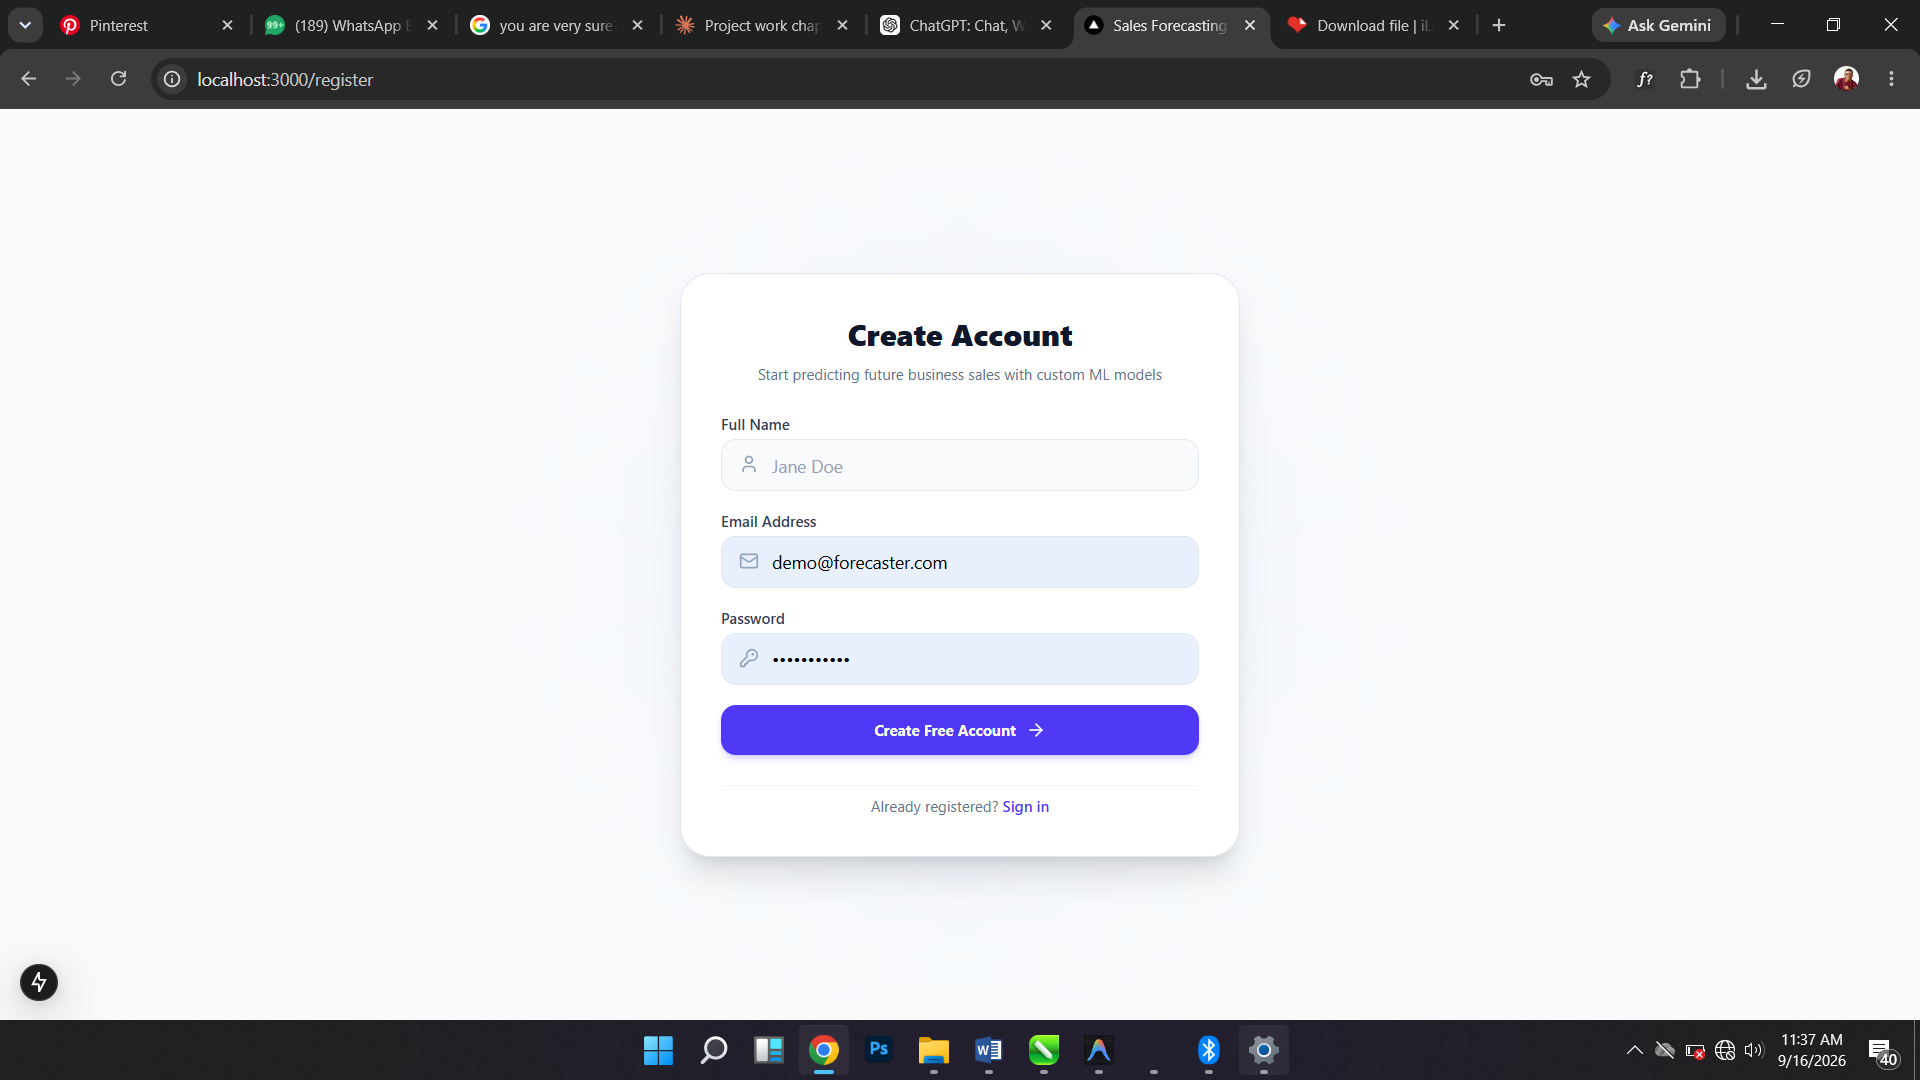 Pinterest
99+
(189) WhatsApp
you are very sure
Project work chap
ChatGPT: Chat, W
Sales Forecasting
Download file | iL
Ask Gemini
localhost:3000/register
f?
Create Account
Start predicting future business sales with custom ML models
Full Name
Jane Doe
Email Address
demo@forecaster.com
Password
•••••••••••
Create Free Account
Already registered? Sign in
Ps
W
11:37 AM
9/16/2026
40